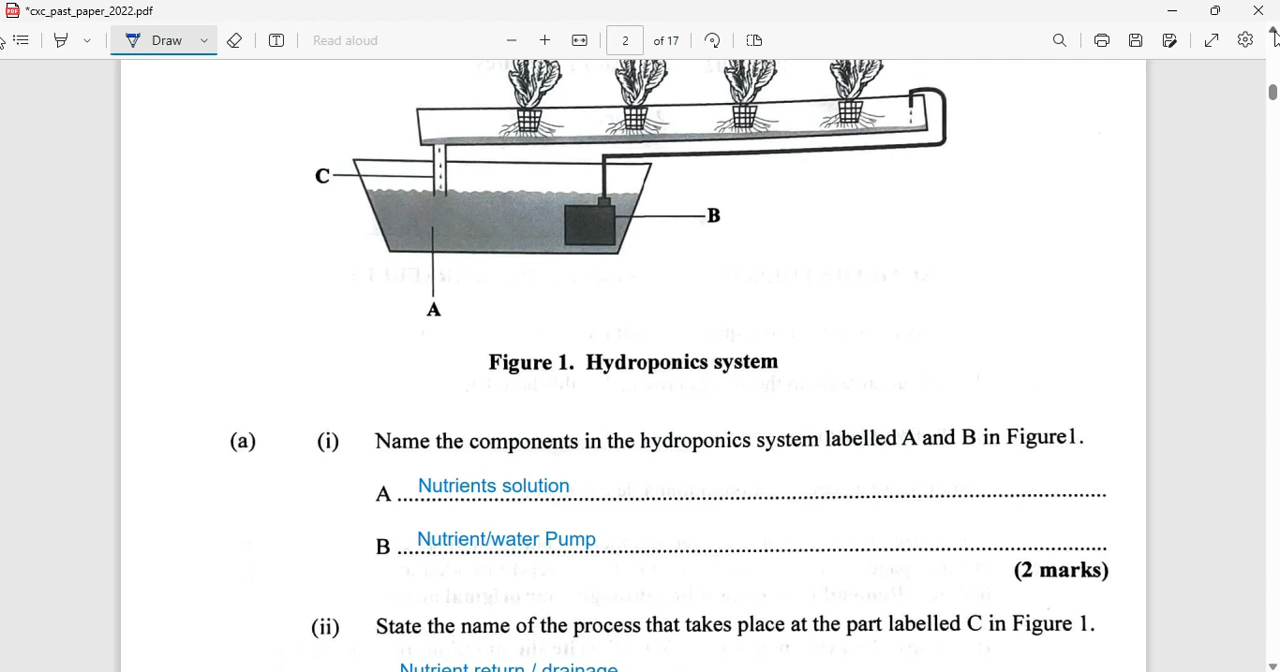 *cxc_past_paper_2022.pdf
Draw
Read aloud
2 of 17
C
B
A
Figure 1. Hydroponics system
(a) (i) Name the components in the hydroponics system labelled A and B in Figure1.
A Nutrients solution
B Nutrient/water Pump
(2 marks)
(ii) State the name of the process that takes place at the part labelled C in Figure 1.
Nutrient return / drainage